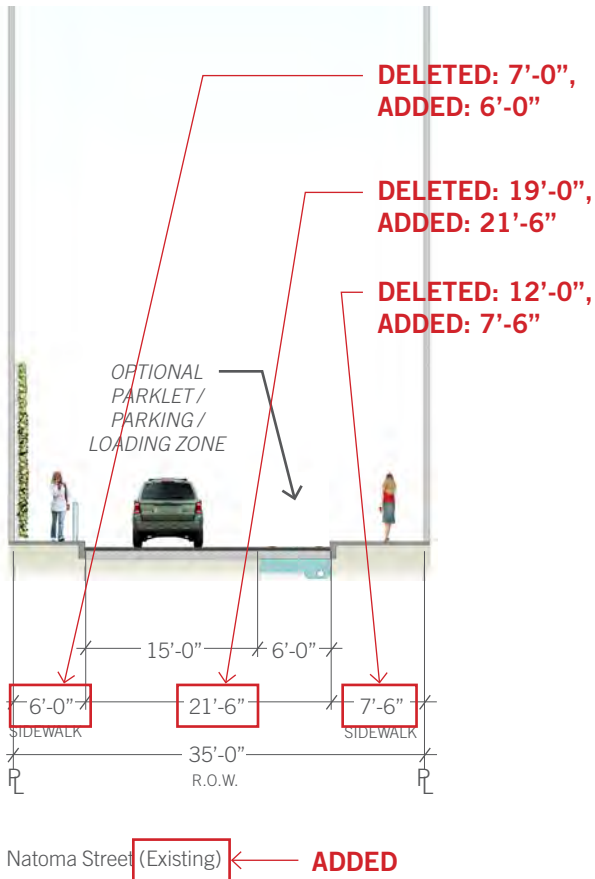 DELETED: 7’-0”,
ADDED: 6’-0”
DELETED: 19’-0”,
ADDED: 21’-6”
DELETED: 12’-0”,
ADDED: 7’-6”
OPTIONAL
PARKLET /
PARKING /
LOADING ZONE
15’-0” 6’-0”
6’-0” 21’-6” 7’-6”
SIDEWALK SIDEWALK
35’-0”
PL R.O.W. PL
Natoma Street (Existing) ADDED